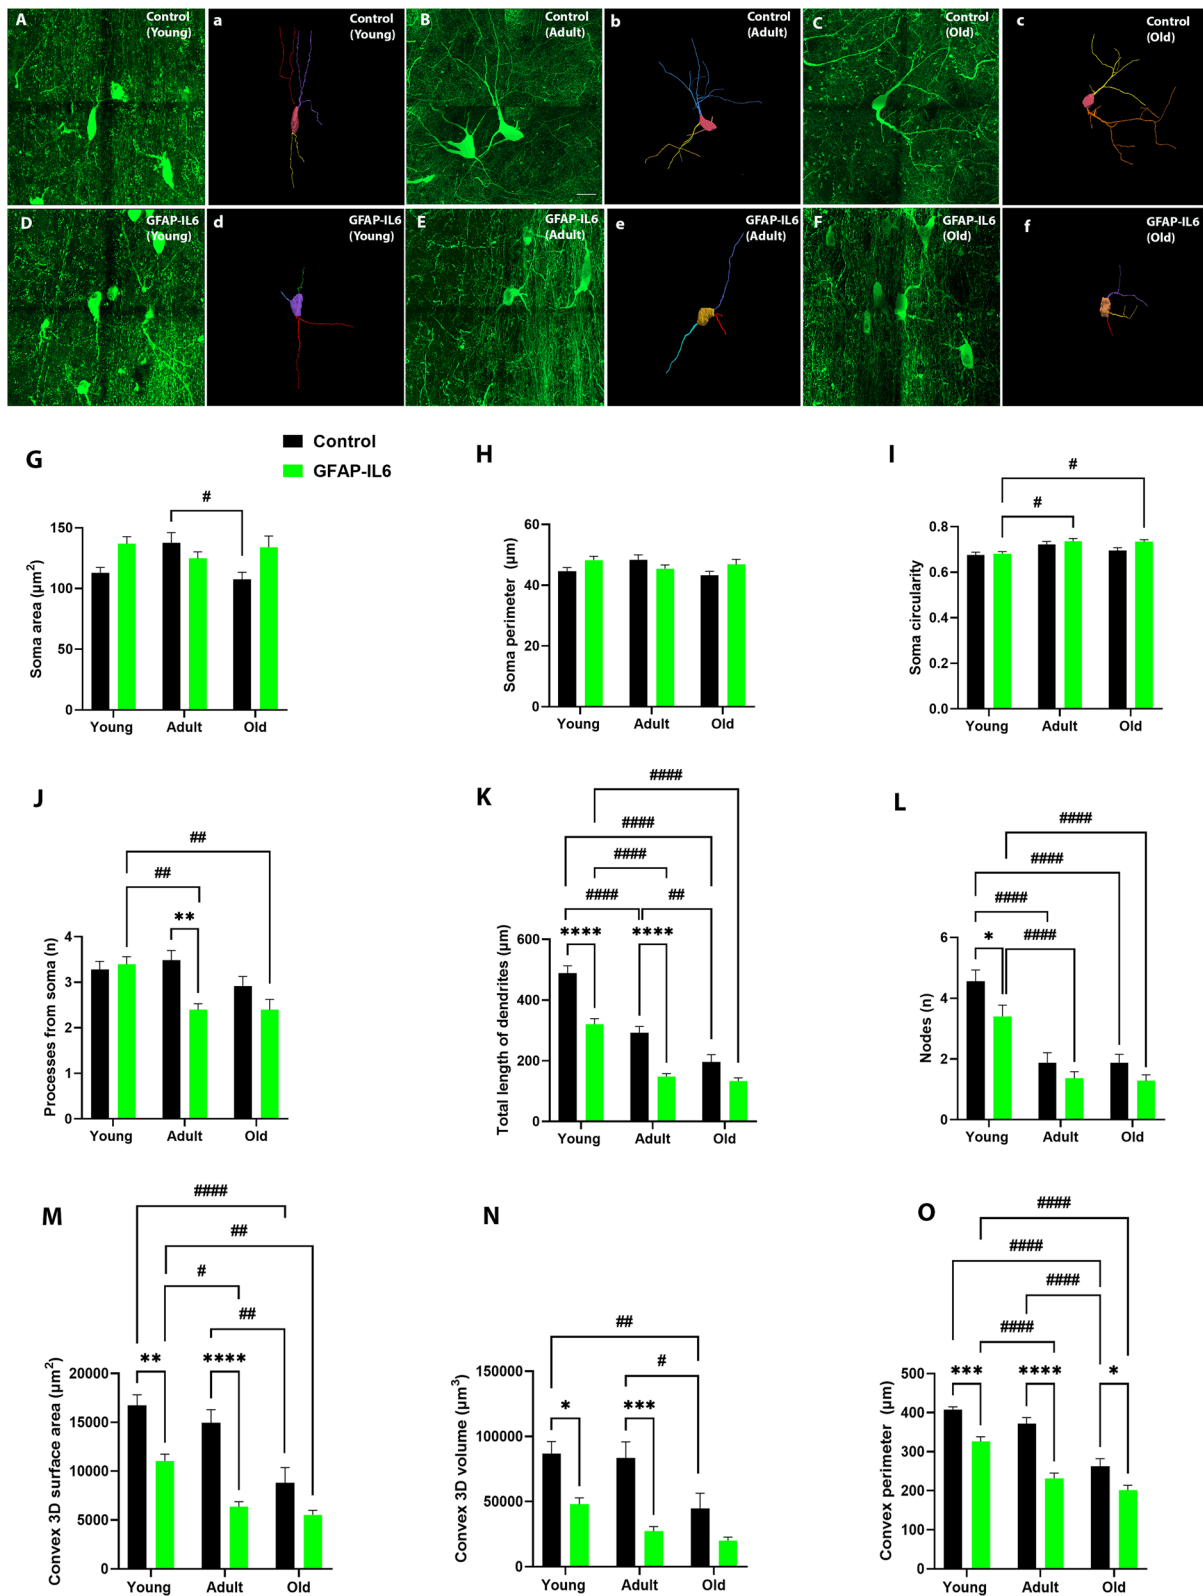 A
Control
(Young)
a
Control
(Young)
B
Control
(Adult)
b
Control
(Adult)
C
Control
(Old)
c
Control
(Old)
D
GFAP-IL6
(Young)
d
GFAP-IL6
(Young)
E
GFAP-IL6
(Adult)
e
GFAP-IL6
(Adult)
F
GFAP-IL6
(Old)
f
GFAP-IL6
(Old)
Control
GFAP-IL6
G
#
Soma area (µm²)
150
100
50
0
Young Adult Old
H
Soma perimeter (µm)
60
40
20
0
Young Adult Old
I
#
#
Soma circularity
0.8
0.6
0.4
0.2
0.0
Young Adult Old
J
##
##
**
Processes from soma (n)
4
3
2
1
0
Young Adult Old
K
####
####
####
#### ##
**** ****
Total length of dendrites (µm)
600
400
200
0
Young Adult Old
L
####
####
####
* ####
Nodes (n)
6
4
2
0
Young Adult Old
M
####
##
#
##
** ****
Convex 3D surface area (µm²)
20000
15000
10000
5000
0
Young Adult Old
N
##
#
* ***
Convex 3D volume (µm³)
150000
100000
50000
0
Young Adult Old
O
####
####
####
####
*** **** *
Convex perimeter (µm)
500
400
300
200
100
0
Young Adult Old